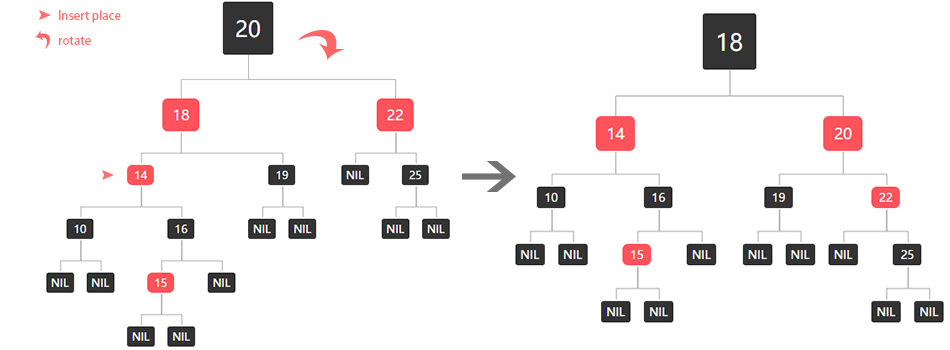 Insert place
rotate
20
18 22
14 19 NIL 25
10 16 NIL NIL NIL NIL
NIL NIL 15 NIL
NIL NIL
18
14 20
10 16 19 22
NIL NIL 15 NIL NIL NIL NIL 25
NIL NIL NIL NIL